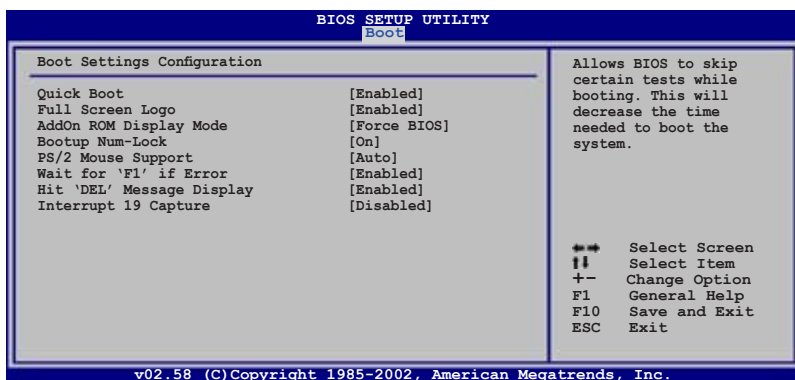 BIOS SETUP UTILITY
Boot
Boot Settings Configuration
Quick Boot [Enabled]
Full Screen Logo [Enabled]
AddOn ROM Display Mode [Force BIOS]
Bootup Num-Lock [On]
PS/2 Mouse Support [Auto]
Wait for ‘F1’ if Error [Enabled]
Hit ‘DEL’ Message Display [Enabled]
Interrupt 19 Capture [Disabled]
Allows BIOS to skip
certain tests while
booting. This will
decrease the time
needed to boot the
system.
←→ Select Screen
↑↓ Select Item
+- Change Option
F1 General Help
F10 Save and Exit
ESC Exit
v02.58 (C)Copyright 1985-2002, American Megatrends, Inc.